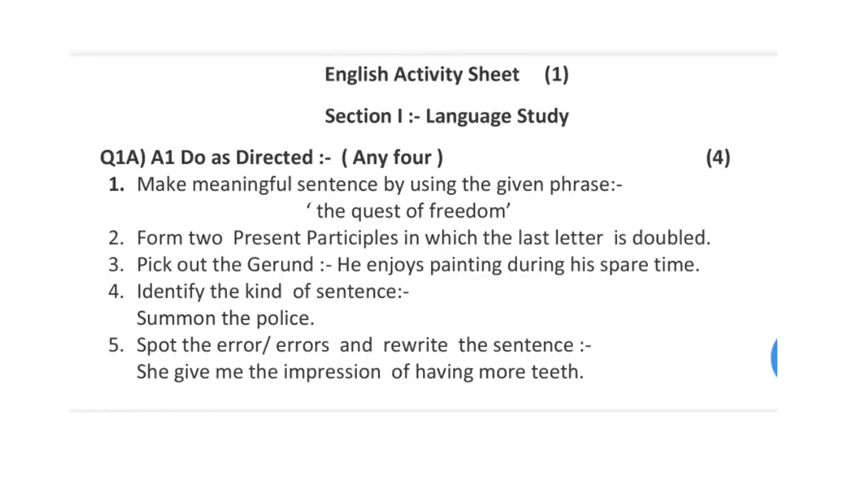 English Activity Sheet (1)
Section I :- Language Study
Q1A) A1 Do as Directed :- ( Any four ) (4)
1. Make meaningful sentence by using the given phrase:-
‘ the quest of freedom’
2. Form two Present Participles in which the last letter is doubled.
3. Pick out the Gerund :- He enjoys painting during his spare time.
4. Identify the kind of sentence:-
Summon the police.
5. Spot the error/ errors and rewrite the sentence :-
She give me the impression of having more teeth.